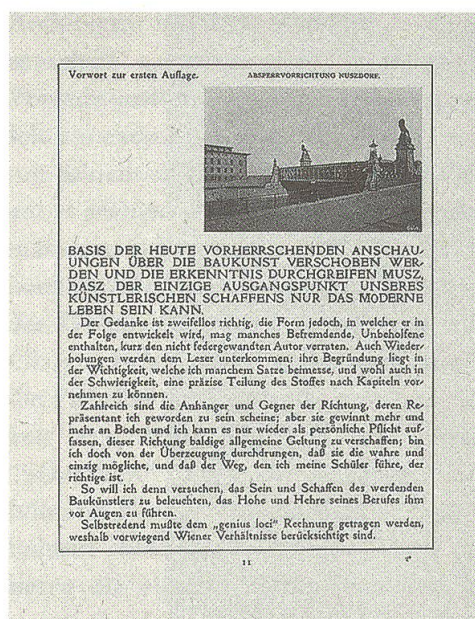 Vorwort zur ersten Auflage.
ABSPERRVORRICHTUNG NUSZDORF.
BASIS DER HEUTE VORHERRSCHENDEN ANSCHAU-
UNGEN ÜBER DIE BAUKUNST VERSCHOBEN WER-
DEN UND DIE ERKENNTNIS DURCHGREIFEN MUSZ,
DASZ DER EINZIGE AUSGANGSPUNKT UNSERES
KÜNSTLERISCHEN SCHAFFENS NUR DAS MODERNE
LEBEN SEIN KANN.
Der Gedanke ist zweifellos richtig, die Form jedoch, in welcher er in
der Folge entwickelt wird, mag manches Befremdende, Unbeholfene
enthalten, kurz den nicht federgewandten Autor verraten. Auch Wieder-
holungen werden dem Leser unterkommen; ihre Begründung liegt in
der Wichtigkeit, welche ich manchem Satze beimesse, und wohl auch in
der Schwierigkeit, eine präzise Teilung des Stoffes nach Kapiteln vor-
nehmen zu können.
Zahlreich sind die Anhänger und Gegner der Richtung, deren Re-
präsentant ich geworden zu sein scheine; aber sie gewinnt mehr und
mehr an Boden und ich kann es nur wieder als persönliche Pflicht auf-
fassen, dieser Richtung baldige allgemeine Geltung zu verschaffen; bin
ich doch von der Überzeugung durchdrungen, daß sie die wahre und
einzig mögliche, und daß der Weg, den ich meine Schüler führe, der
richtige ist.
So will ich denn versuchen, das Sein und Schaffen des werdenden
Baukünstlers zu beleuchten, das Hohe und Hehre seines Berufes ihm
vor Augen zu führen.
Selbstredend mußte dem „genius loci“ Rechnung getragen werden,
weshalb vorwiegend Wiener Verhältnisse berücksichtigt sind.
11